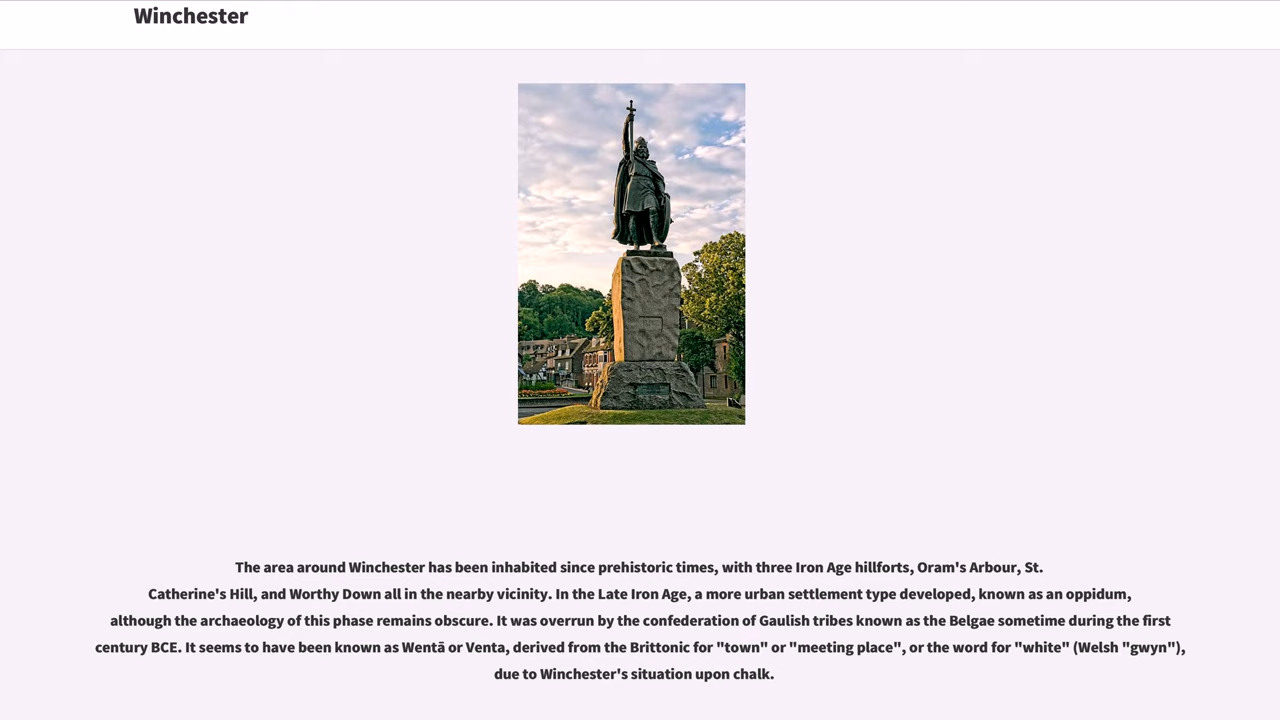 Winchester
The area around Winchester has been inhabited since prehistoric times, with three Iron Age hillforts, Oram's Arbour, St.
Catherine's Hill, and Worthy Down all in the nearby vicinity. In the Late Iron Age, a more urban settlement type developed, known as an oppidum,
although the archaeology of this phase remains obscure. It was overrun by the confederation of Gaulish tribes known as the Belgae sometime during the first
century BCE. It seems to have been known as Wentā or Venta, derived from the Brittonic for "town" or "meeting place", or the word for "white" (Welsh "gwyn"),
due to Winchester's situation upon chalk.